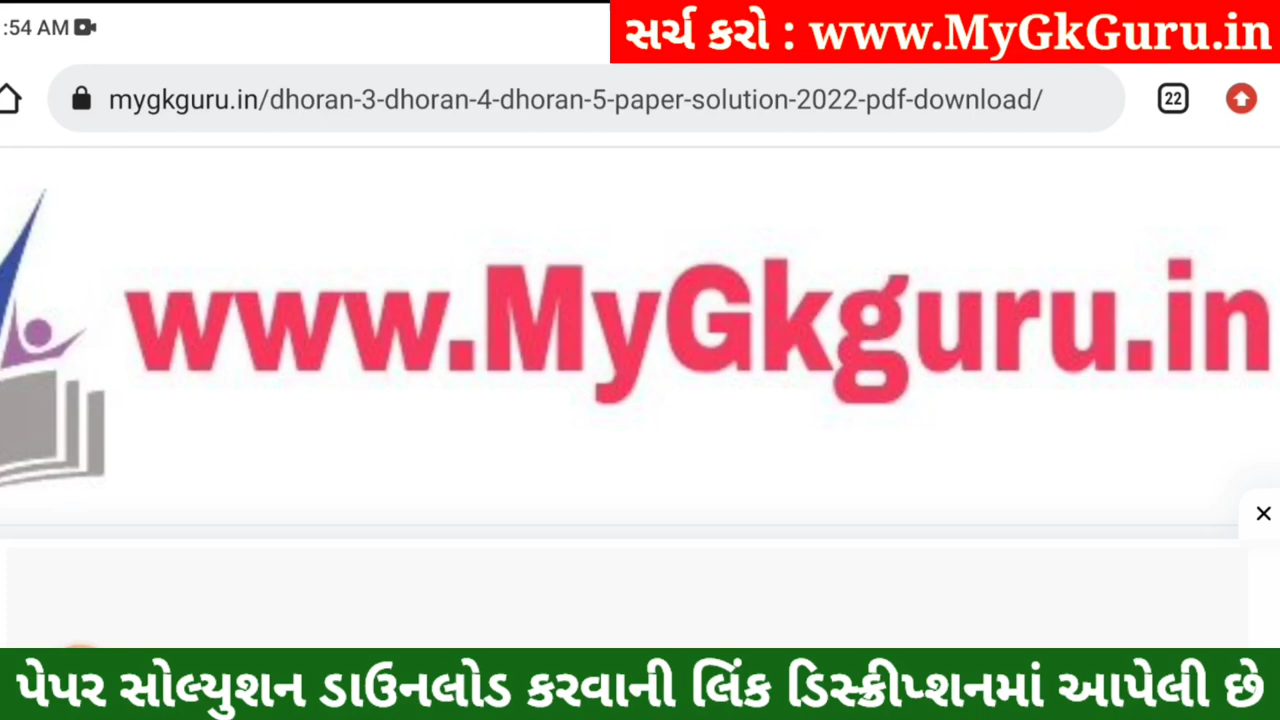 :54 AM
સર્ચ કરો : www.MyGkGuru.in
mygkguru.in/dhoran-3-dhoran-4-dhoran-5-paper-solution-2022-pdf-download/
22
www.MyGkguru.in
પેપર સોલ્યુશન ડાઉનલોડ કરવાની લિંક ડિસ્ક્રીપ્શનમાં આપેલી છે